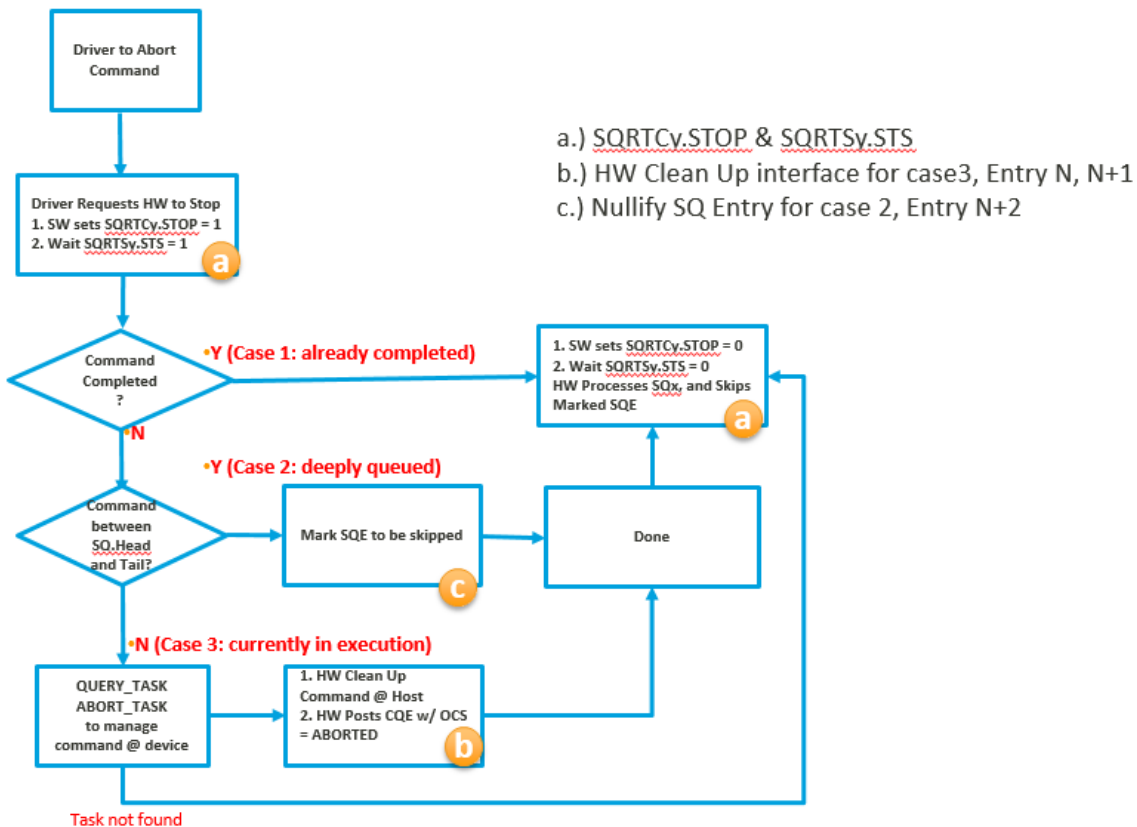 Driver to Abort
Command
a.) SQRTCy.STOP & SQRTSy.STS
b.) HW Clean Up interface for case3, Entry N, N+1
c.) Nullify SQ Entry for case 2, Entry N+2
Driver Requests HW to Stop
1. SW sets SQRTCy.STOP = 1
2. Wait SQRTSy.STS = 1
a
Command
Completed
?
•Y (Case 1: already completed)
1. SW sets SQRTCy.STOP = 0
2. Wait SQRTSy.STS = 0
HW Processes SQx, and Skips
Marked SQE
a
•N
•Y (Case 2: deeply queued)
Command
between
SQ.Head
and Tail?
Mark SQE to be skipped
c
Done
•N (Case 3: currently in execution)
QUERY_TASK
ABORT_TASK
to manage
command @ device
1. HW Clean Up
Command @ Host
2. HW Posts CQE w/ OCS
= ABORTED
b
Task not found